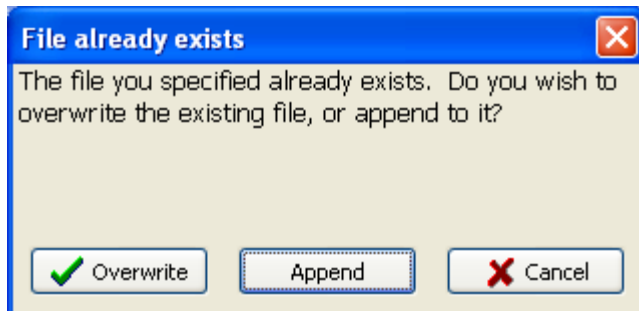 File already exists
The file you specified already exists.  Do you wish to
overwrite the existing file, or append to it?
Overwrite
Append
Cancel